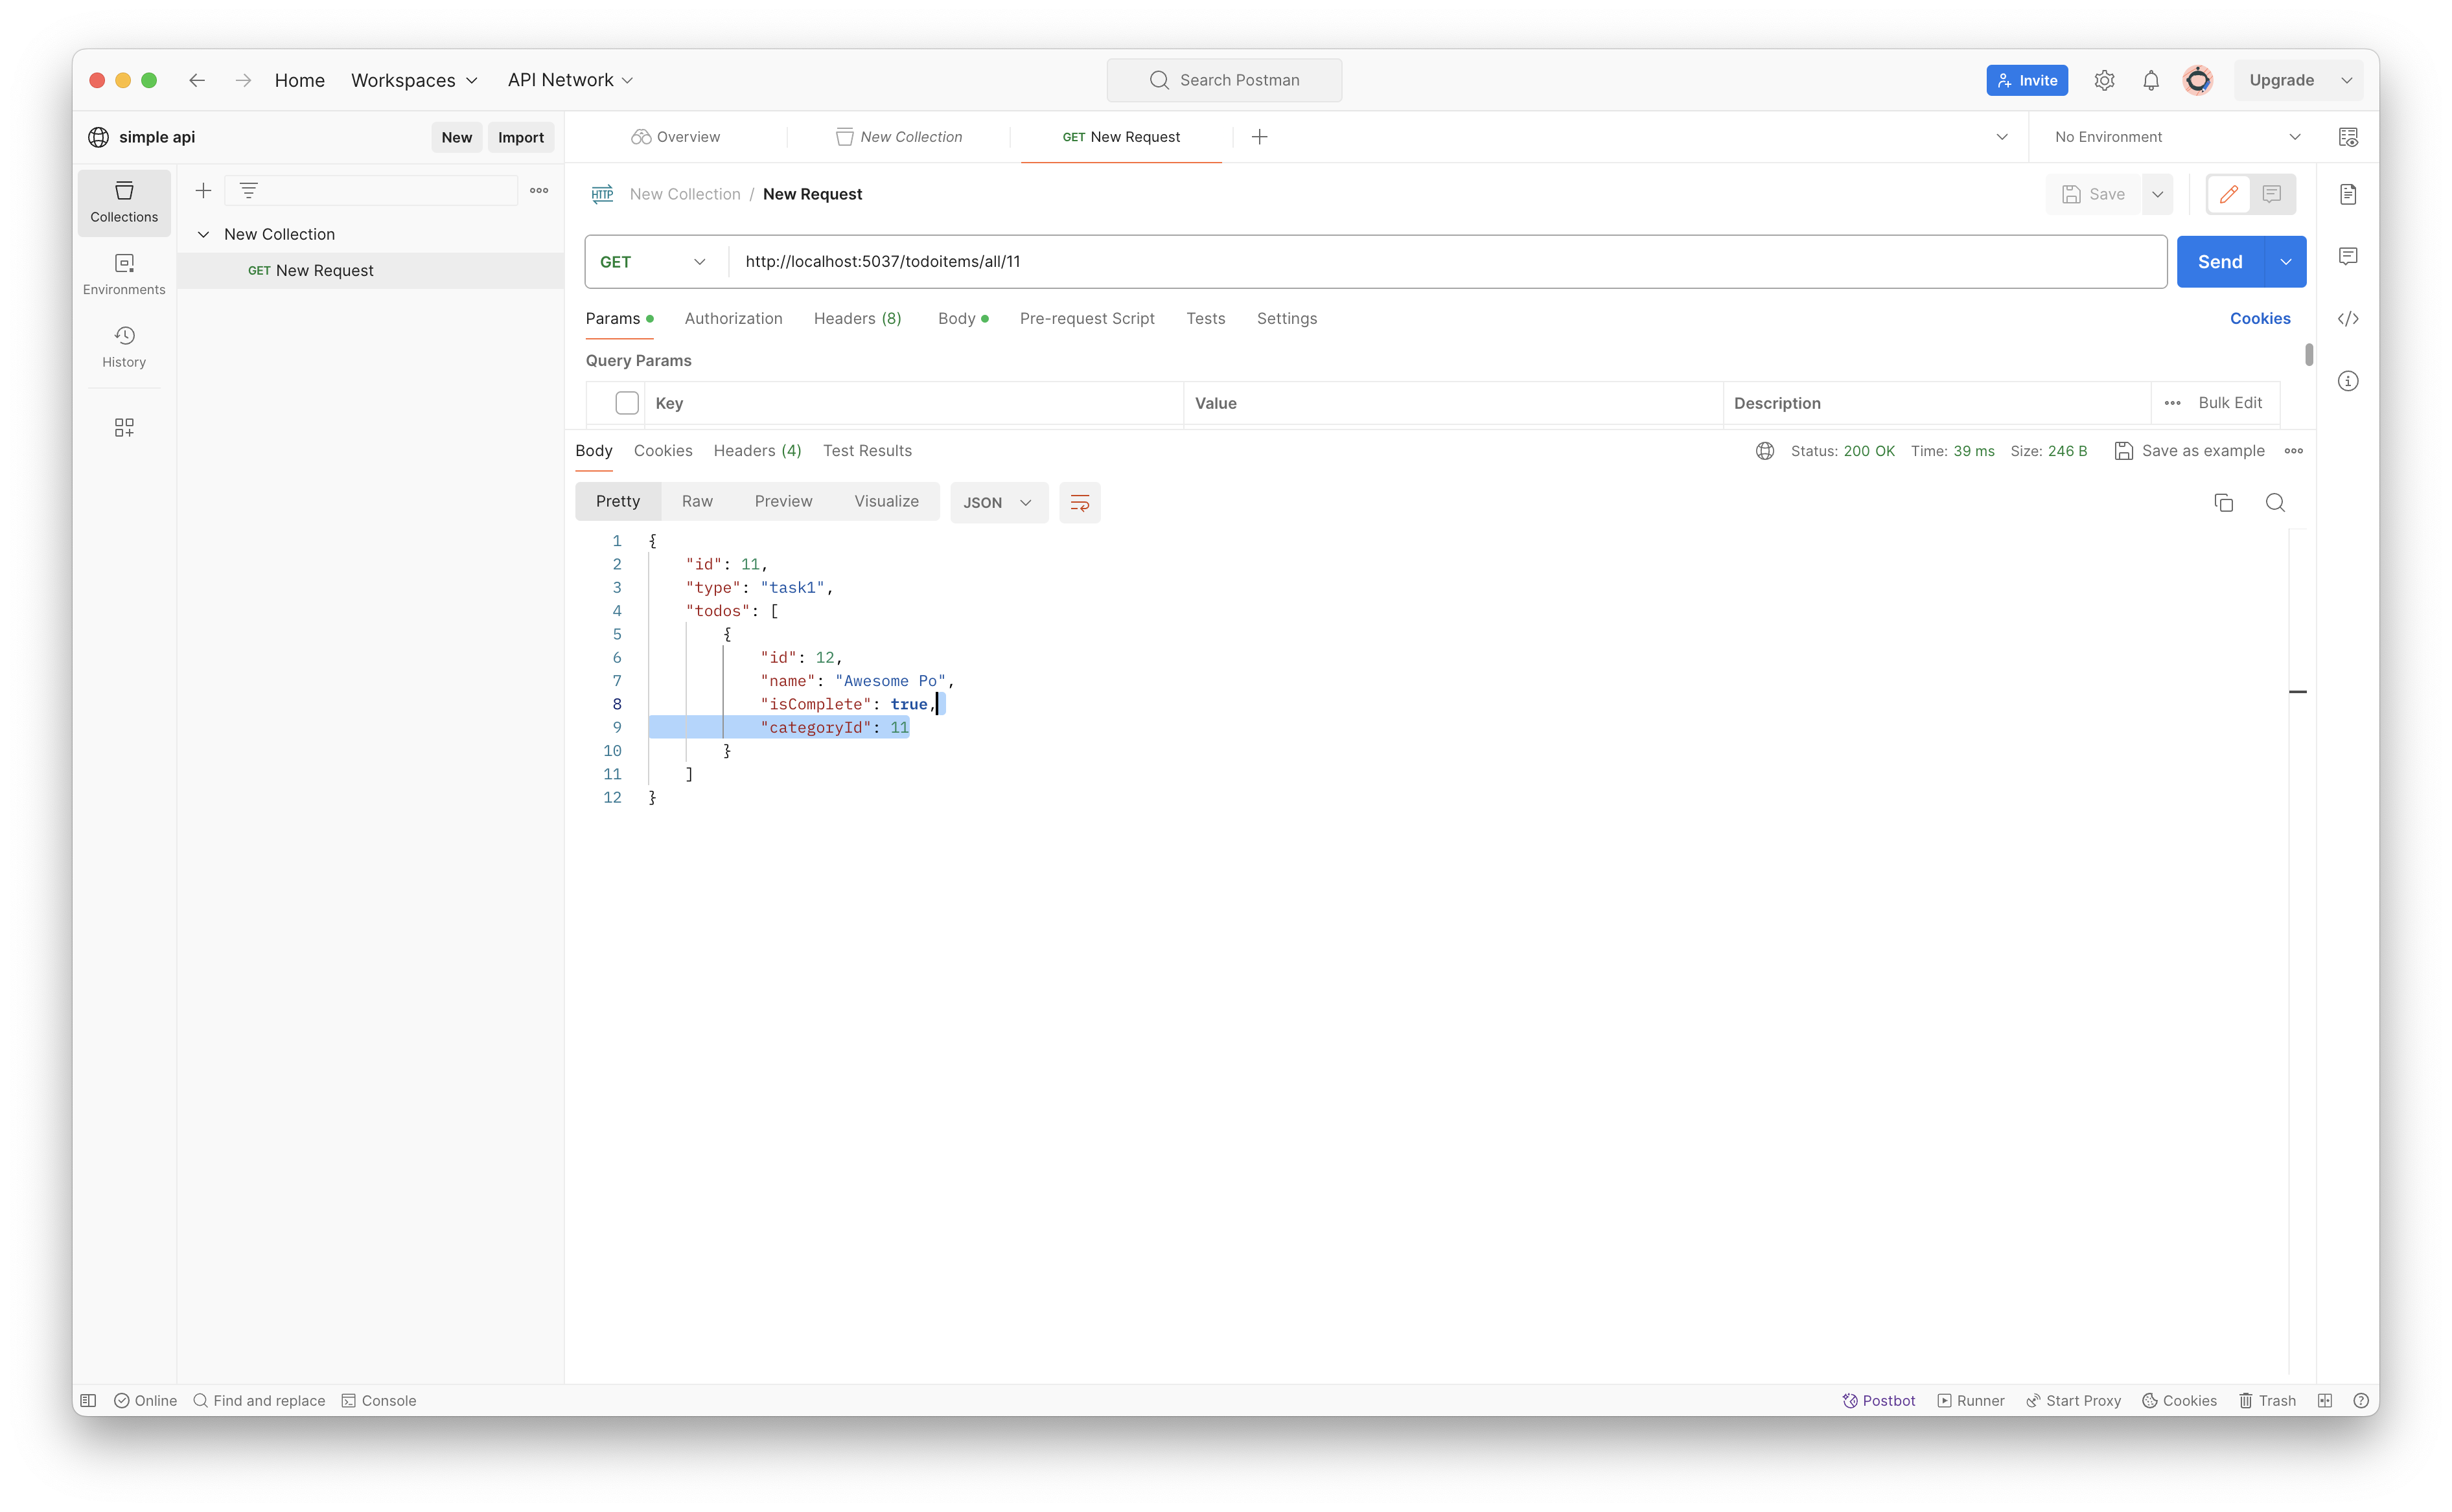 Home Workspaces API Network Search Postman Invite Upgrade
simple api New Import
Overview New Collection GET New Request No Environment
Collections
Environments
History
New Collection
GET New Request
HTTP New Collection / New Request Save
GET http://localhost:5037/todoitems/all/11 Send
Params Authorization Headers (8) Body Pre-request Script Tests Settings Cookies
Query Params
Key Value Description Bulk Edit
Body Cookies Headers (4) Test Results Status: 200 OK Time: 39 ms Size: 246 B Save as example
Pretty Raw Preview Visualize JSON
1 {
2 "id": 11,
3 "type": "task1",
4 "todos": [
5 {
6 "id": 12,
7 "name": "Awesome Po",
8 "isComplete": true,
9 "categoryId": 11
10 }
11 ]
12 }
Online Find and replace Console Postbot Runner Start Proxy Cookies Trash